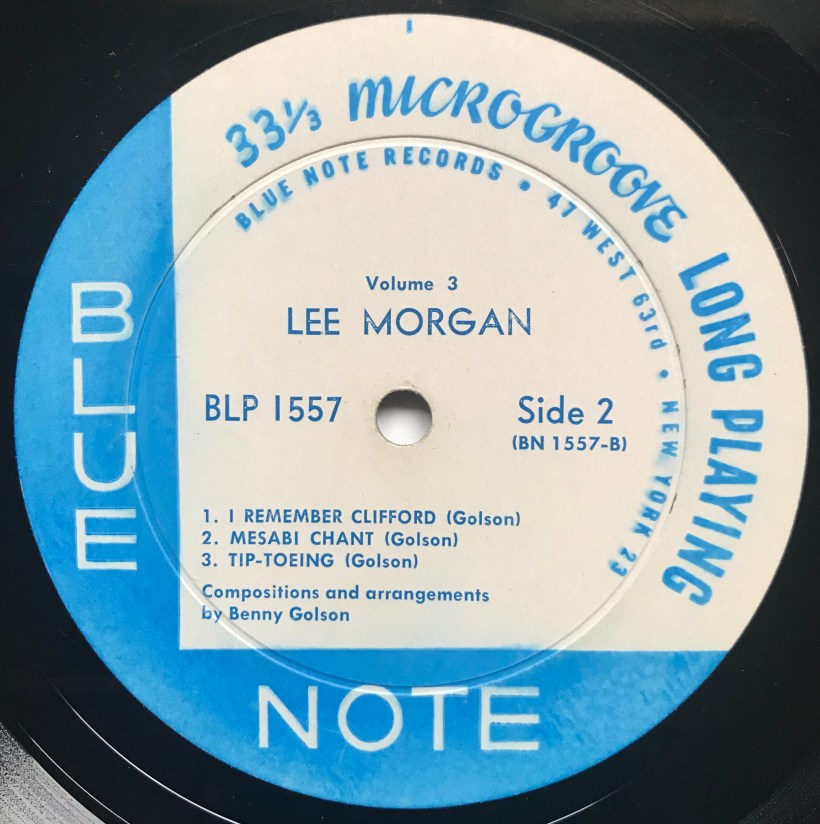 33⅓ MICROGROOVE LONG PLAYING
BLUE NOTE RECORDS • 47 WEST 63rd • NEW YORK 23
Volume 3
LEE MORGAN
BLP 1557
Side 2
(BN 1557-B)
1. I REMEMBER CLIFFORD (Golson)
2. MESABI CHANT (Golson)
3. TIP-TOEING (Golson)
Compositions and arrangements
by Benny Golson
BLUE
NOTE